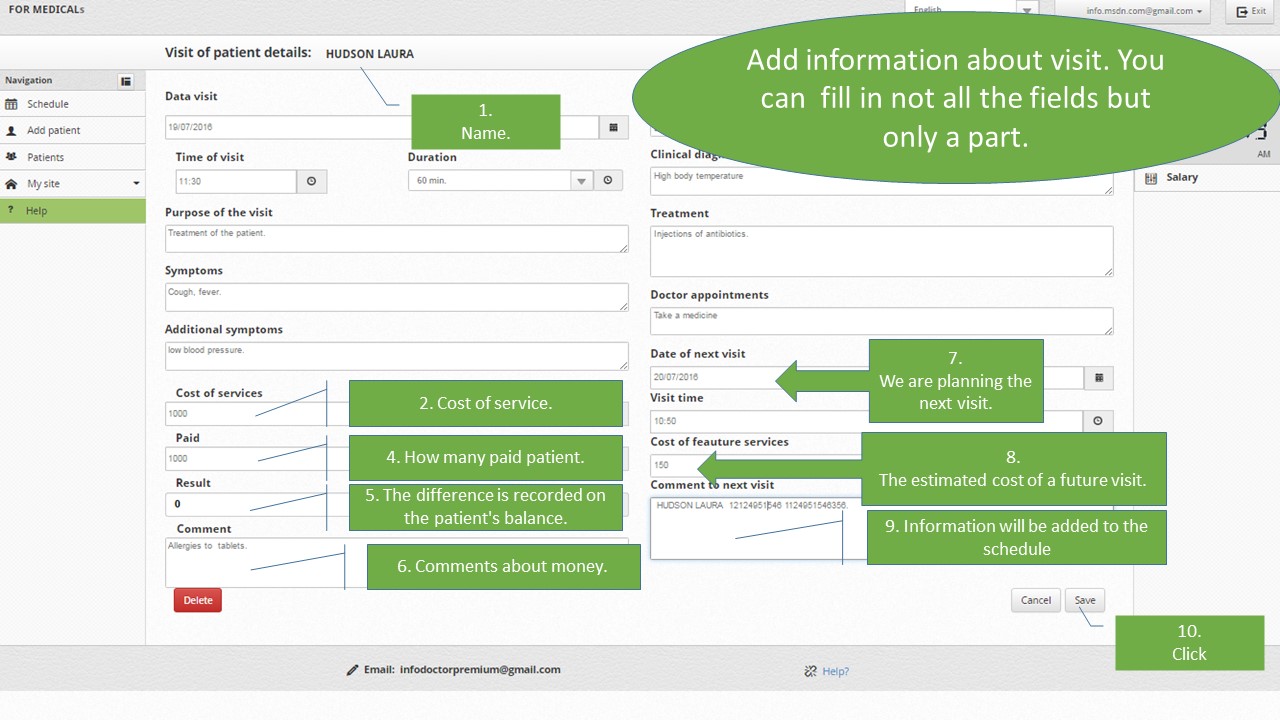 FOR MEDICALs
English
info.msdn.com@gmail.com
Exit
Visit of patient details: HUDSON LAURA
Add information about visit. You
can fill in not all the fields but
only a part.
Navigation
Schedule
Add patient
Patients
My site
? Help
AM
Salary
Data visit
19/07/2016
1.
Name.
Time of visit
11:30
Duration
60 min.
Purpose of the visit
Treatment of the patient.
Symptoms
Cough, fever.
Additional symptoms
low blood pressure.
Cost of services
1000
2. Cost of service.
Paid
1000
4. How many paid patient.
Result
0
5. The difference is recorded on
the patient's balance.
Comment
Allergies to tablets.
6. Comments about money.
Delete
Clinical
High body temperature
Treatment
Injections of antibiotics.
Doctor appointments
Take a medicine
Date of next visit
20/07/2016
7.
We are planning the
next visit.
Visit time
10:50
Cost of feauture services
150
8.
The estimated cost of a future visit.
Comment to next visit
HUDSON LAURA 12124951546 1124951546356.
9. Information will be added to the
schedule
Cancel
Save
10.
Click
Email: infodoctorpremium@gmail.com
Help?